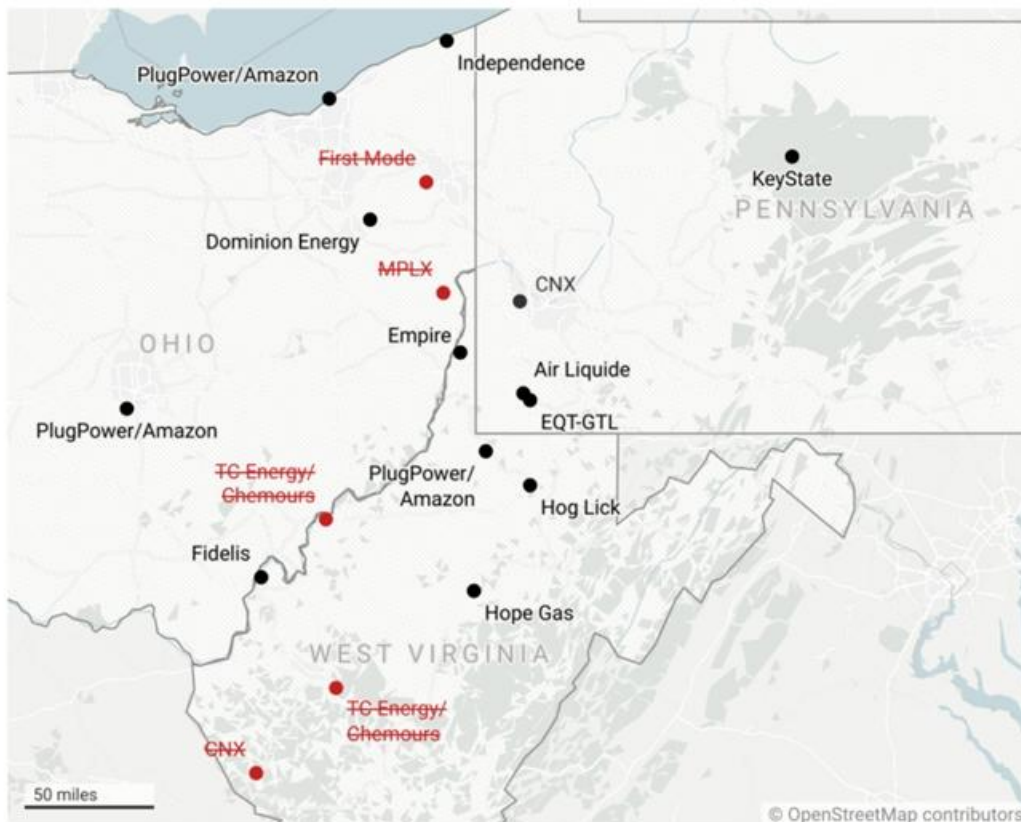 PlugPower/Amazon
Independence
First Mode
KeyState
PENNSYLVANIA
Dominion Energy
MPLX
CNX
OHIO
Empire
Air Liquide
EQT-GTL
PlugPower/Amazon
TC Energy/
Chemours
PlugPower/
Amazon
Hog Lick
Fidelis
Hope Gas
WEST VIRGINIA
TC Energy/
Chemours
CNX
50 miles
© OpenStreetMap contributors